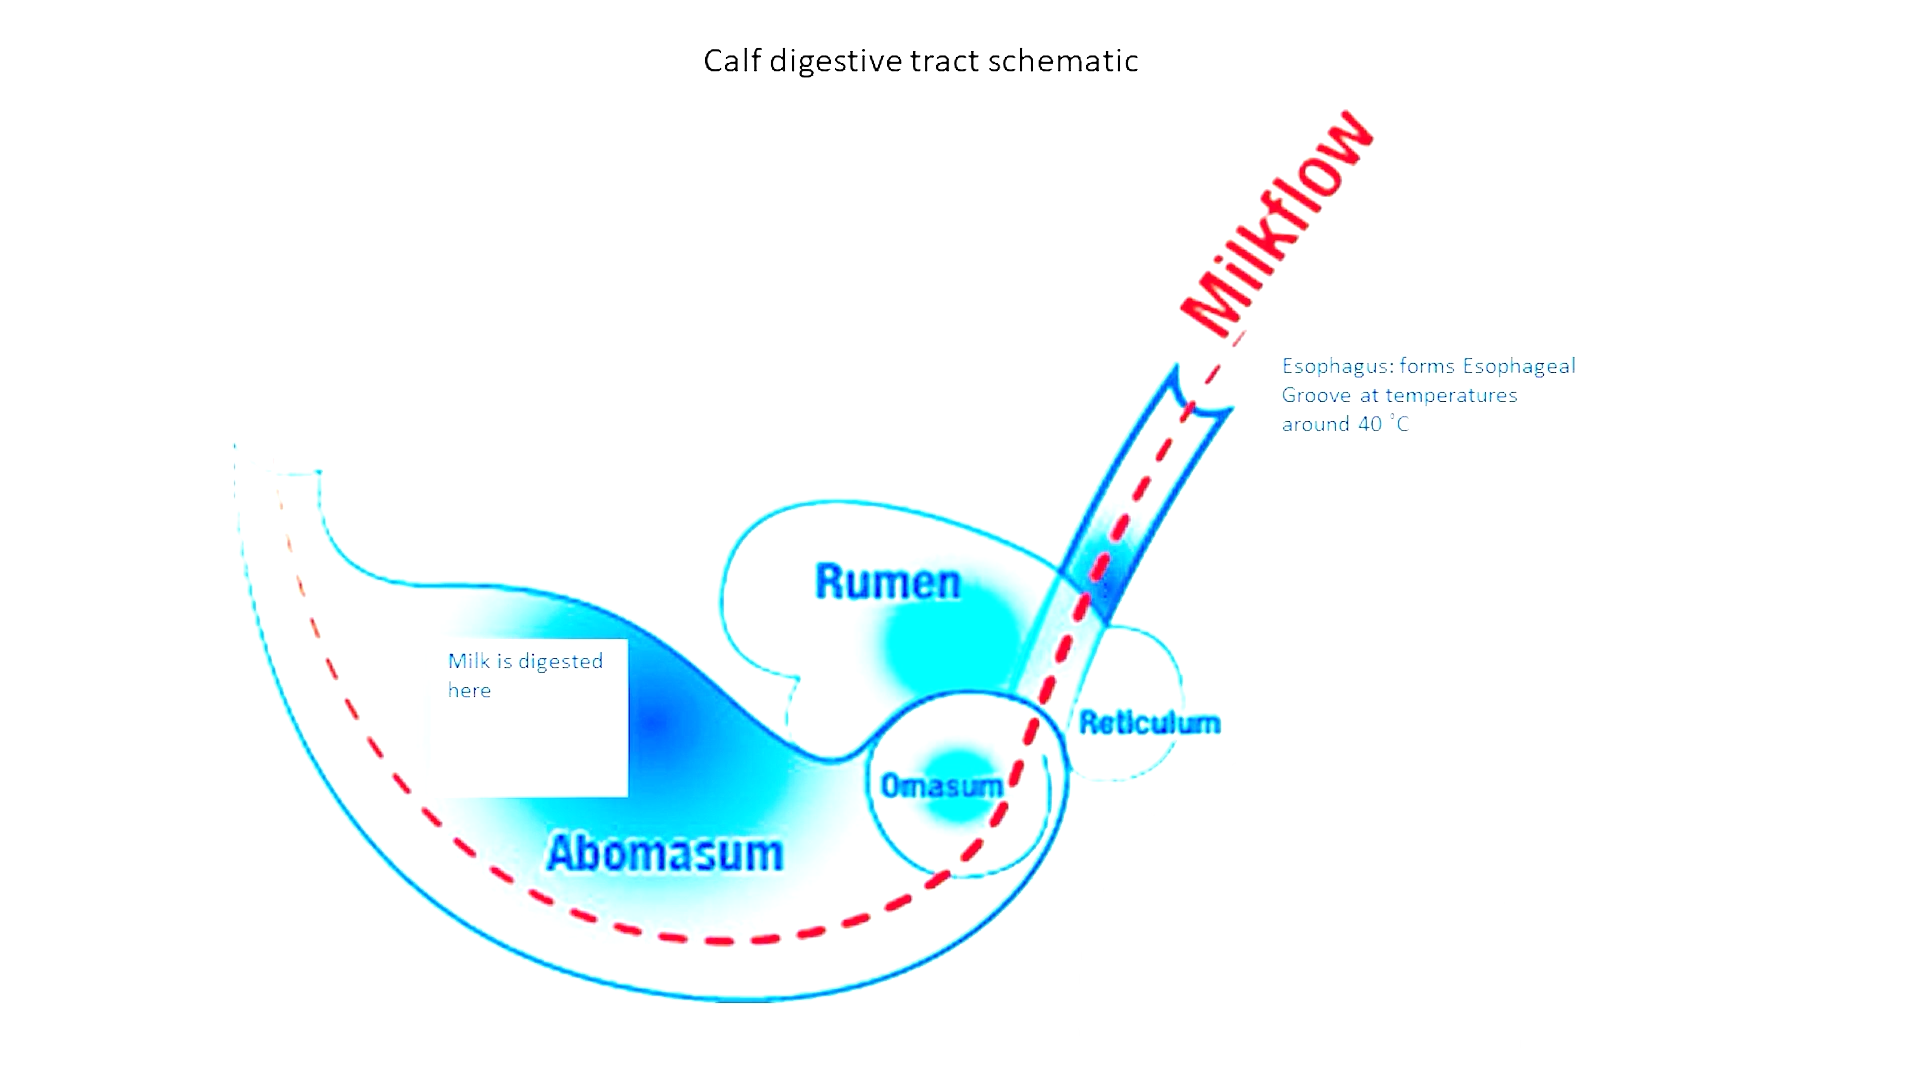 Calf digestive tract schematic
Milkflow
Esophagus: forms Esophageal
Groove at temperatures
around 40 °C
Rumen
Milk is digested
here
Reticulum
Omasum
Abomasum